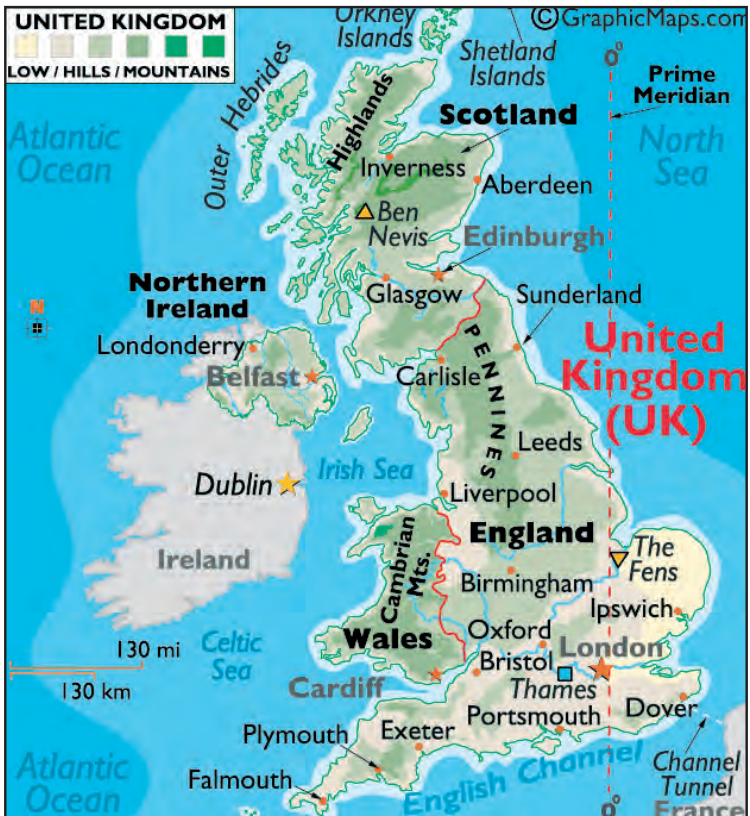 UNITED KINGDOM
LOW / HILLS / MOUNTAINS
Orkney
Islands
©GraphicMaps.com
Shetland
Islands
0°
Prime
Meridian
Outer Hebrides
Highlands
Scotland
Atlantic
Ocean
North
Sea
Inverness
Aberdeen
Ben
Nevis
Edinburgh
Northern
Ireland
Glasgow
Sunderland
N
Londonderry
Belfast
Carlisle
PENNINES
United
Kingdom
(UK)
Leeds
Dublin
Irish Sea
Liverpool
Ireland
England
Cambrian
Mts.
The
Fens
Birmingham
Ipswich
130 mi
130 km
Celtic
Sea
Wales
Oxford
London
Cardiff
Bristol
Thames
Portsmouth
Dover
Plymouth
Exeter
Atlantic
Ocean
Falmouth
English Channel
Channel
Tunnel
0°
France